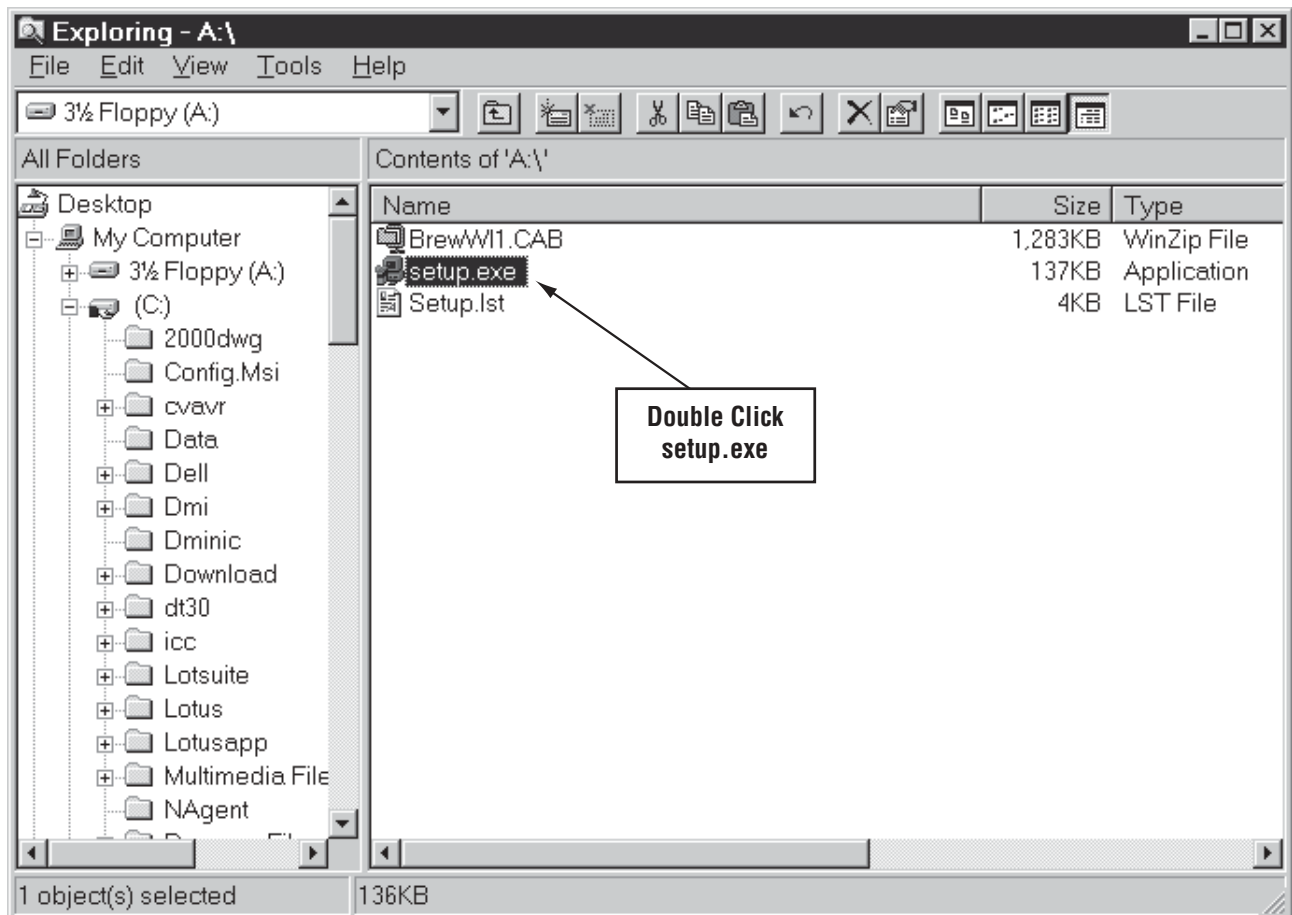 Exploring - A:\
File Edit View Tools Help
3½ Floppy (A:)
All Folders
Contents of 'A:\'
Desktop
My Computer
3½ Floppy (A:)
(C:)
2000dwg
Config.Msi
cvavr
Data
Dell
Dmi
Dminic
Download
dt30
icc
Lotsuite
Lotus
Lotusapp
Multimedia File
NAgent
Name Size Type
BrewWI1.CAB 1,283KB WinZip File
setup.exe 137KB Application
Setup.lst 4KB LST File
Double Click
setup.exe
1 object(s) selected
136KB